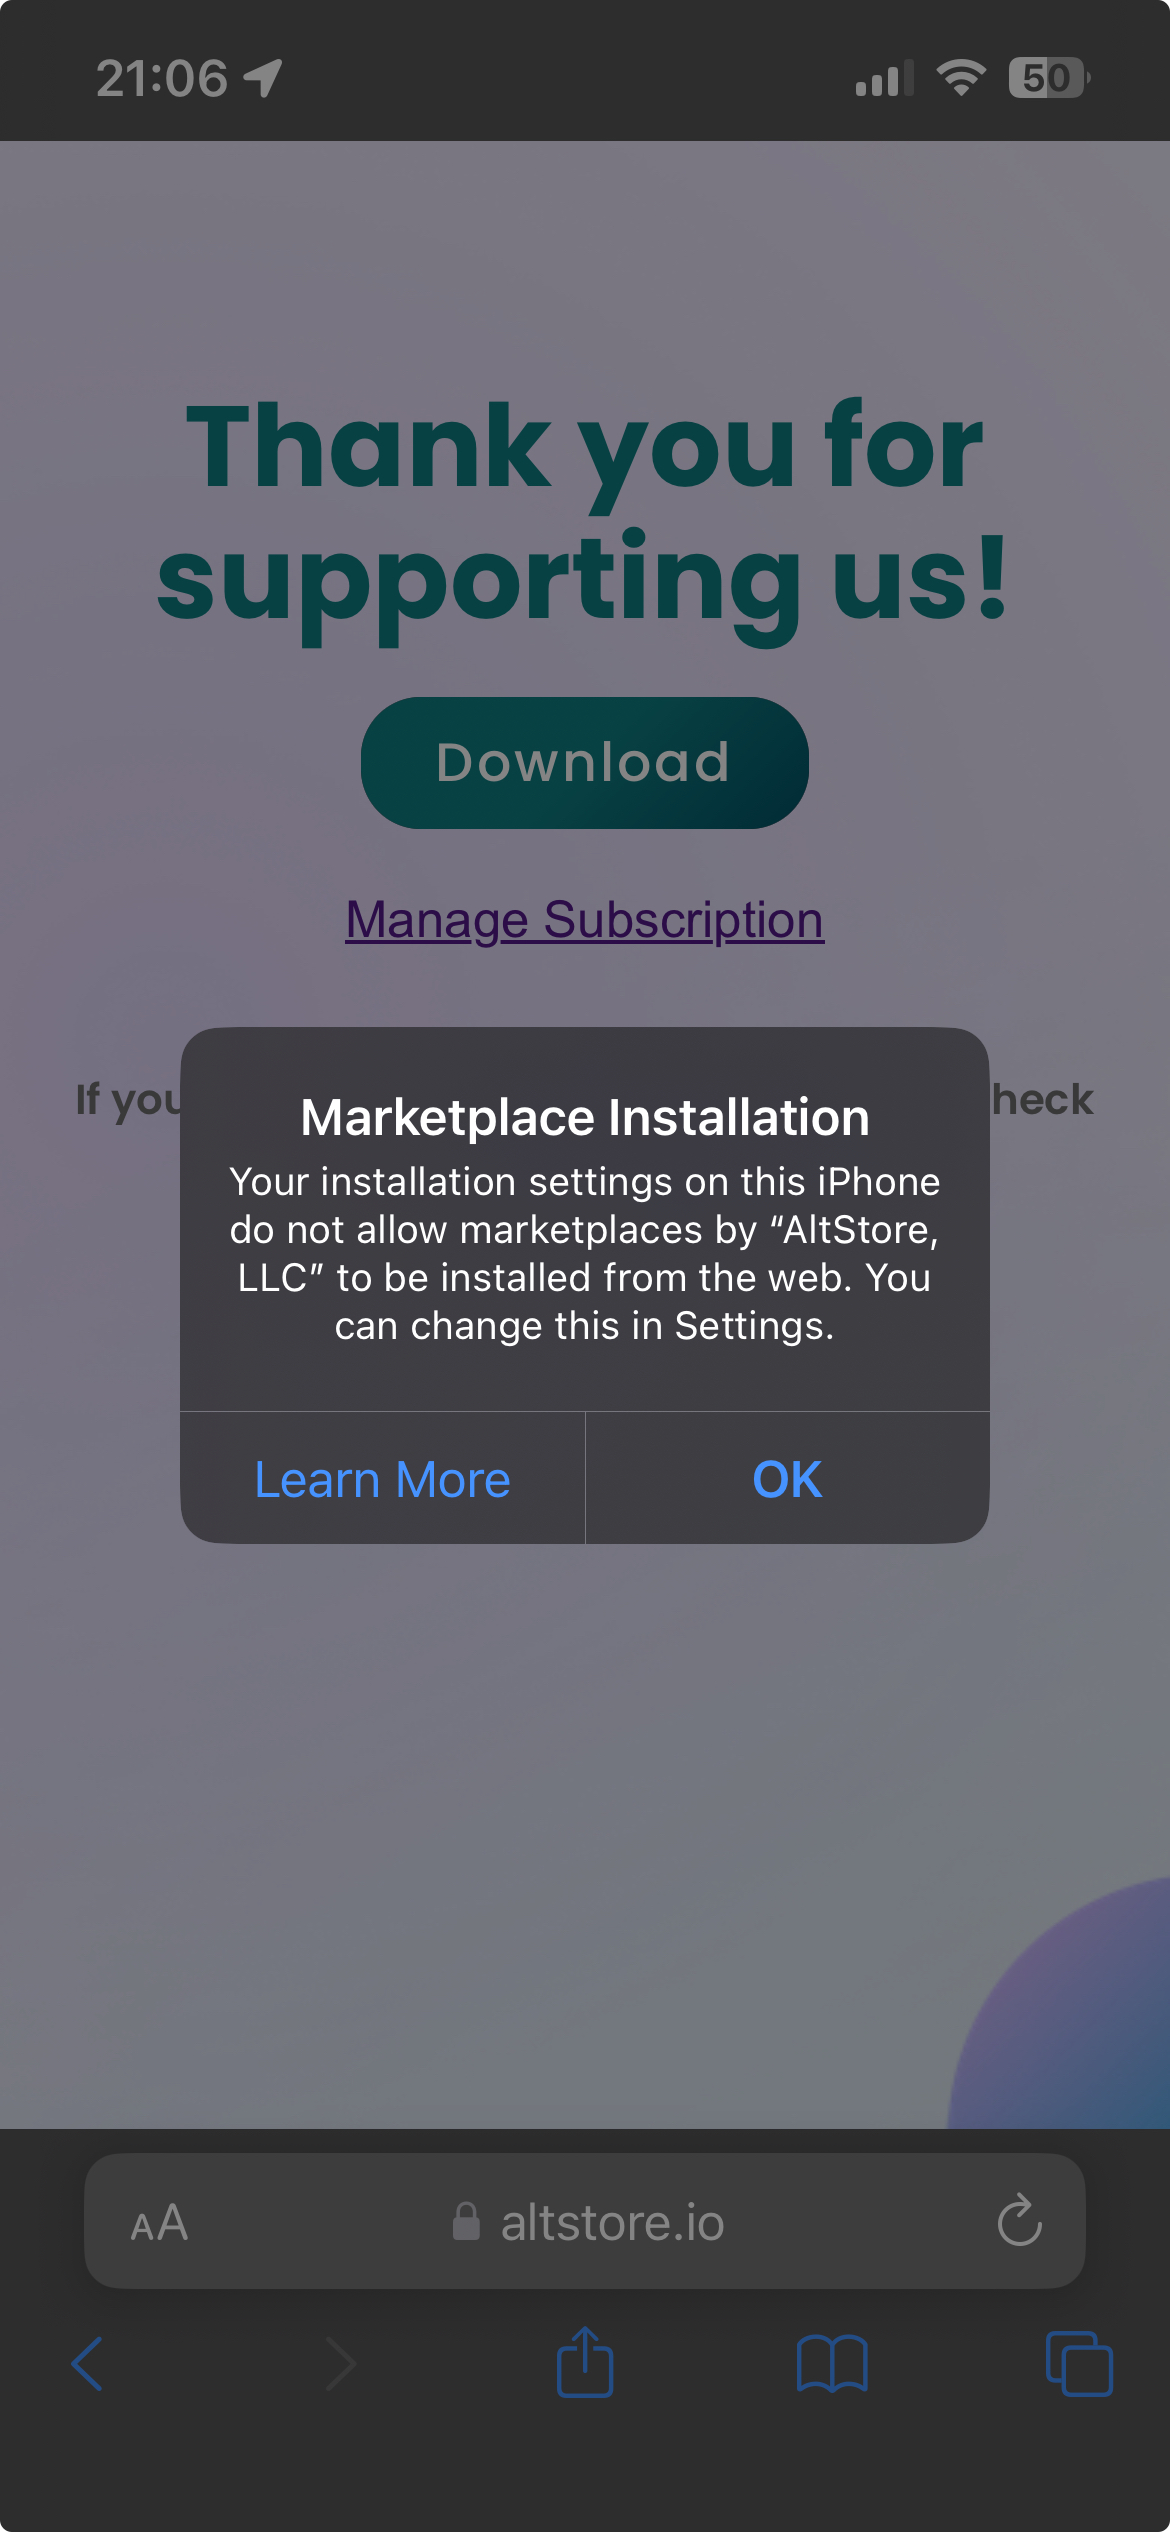 21:06
50
Thank you for
supporting us!
Download
Manage Subscription
If you
heck
Marketplace Installation
Your installation settings on this iPhone
do not allow marketplaces by “AltStore,
LLC” to be installed from the web. You
can change this in Settings.
Learn More
OK
AA
altstore.io